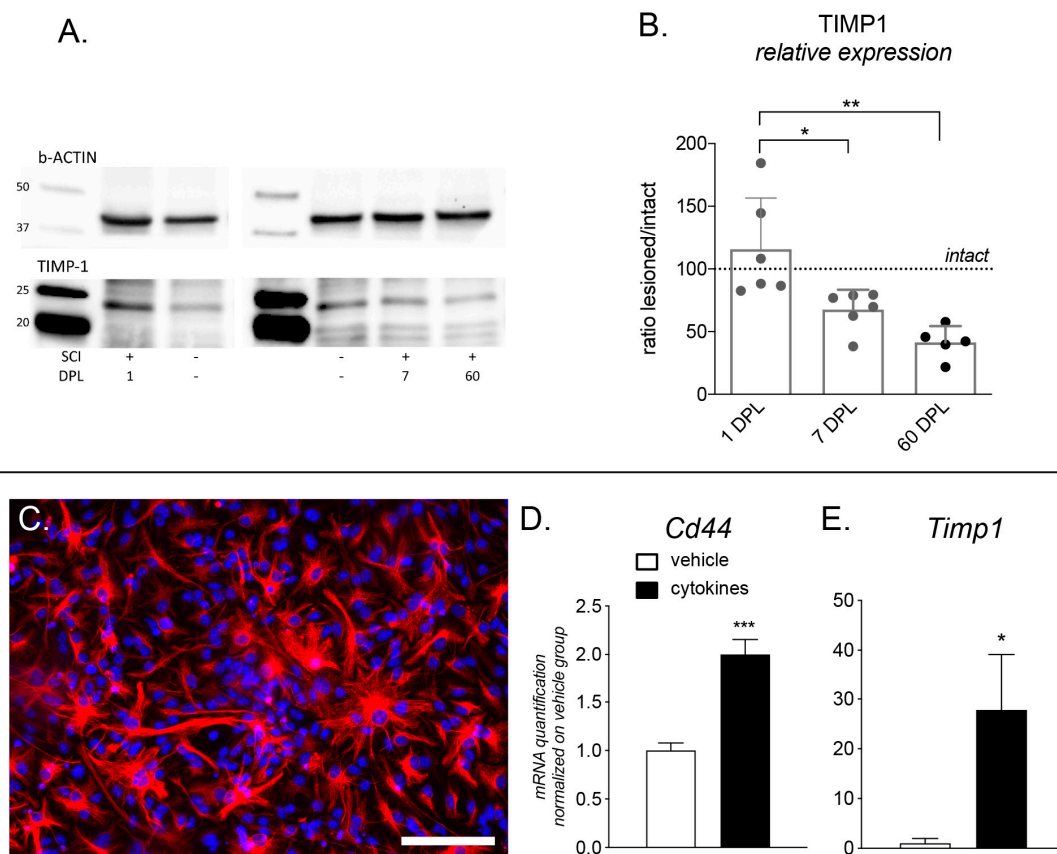 A.
b-ACTIN
50
37
TIMP-1
25
20
SCI + - - + +
DPL 1 - - 7 60
B.
TIMP1
relative expression
**
*
200
150
100
50
0
ratio lesioned/intact
intact
1 DPL
7 DPL
60 DPL
C.
D.
Cd44
vehicle
cytokines
mRNA quantification
normalized on vehicle group
2.5
2.0
1.0
0.5
0.0
***
E.
Timp1
50
40
30
20
10
0
*